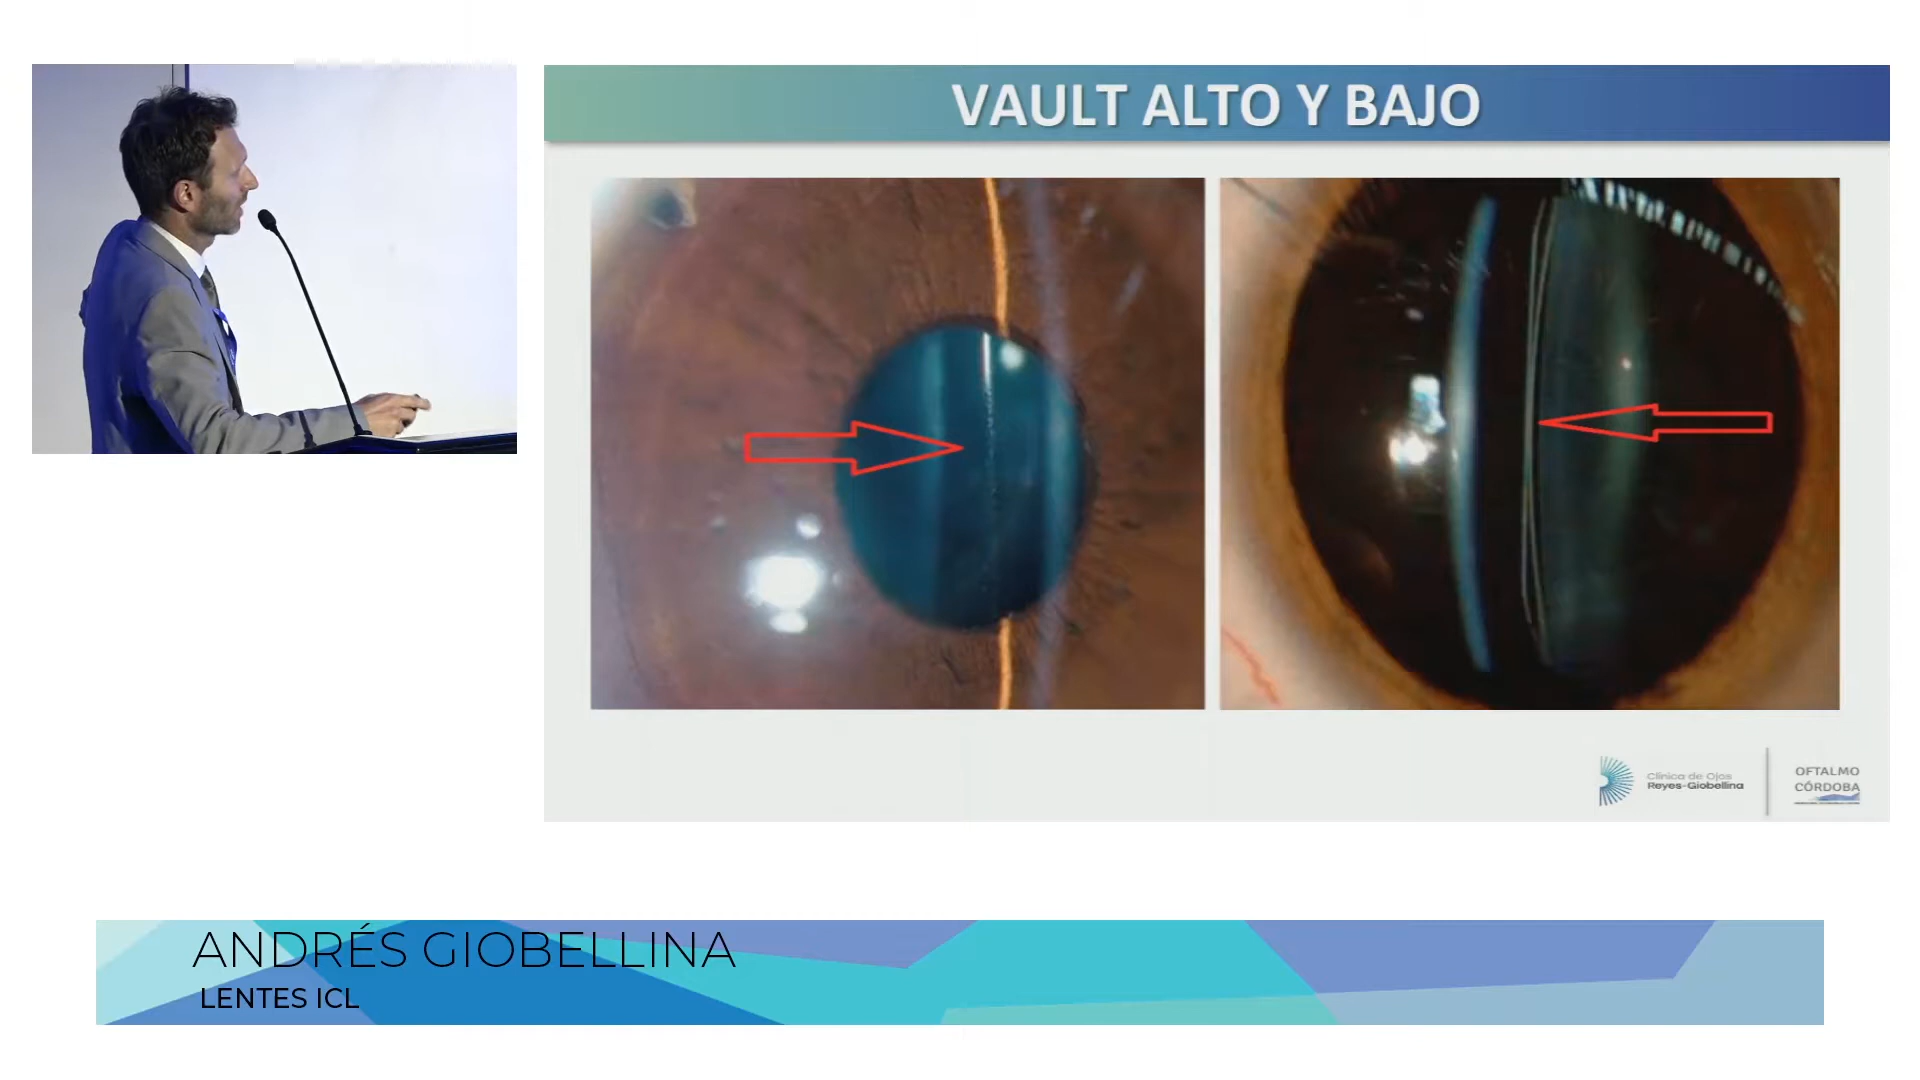 VAULT ALTO Y BAJO
Clínica de Ojos
Reyes-Giobellina
OFTALMO
CÓRDOBA
ANDRÉS GIOBELLINA
LENTES ICL